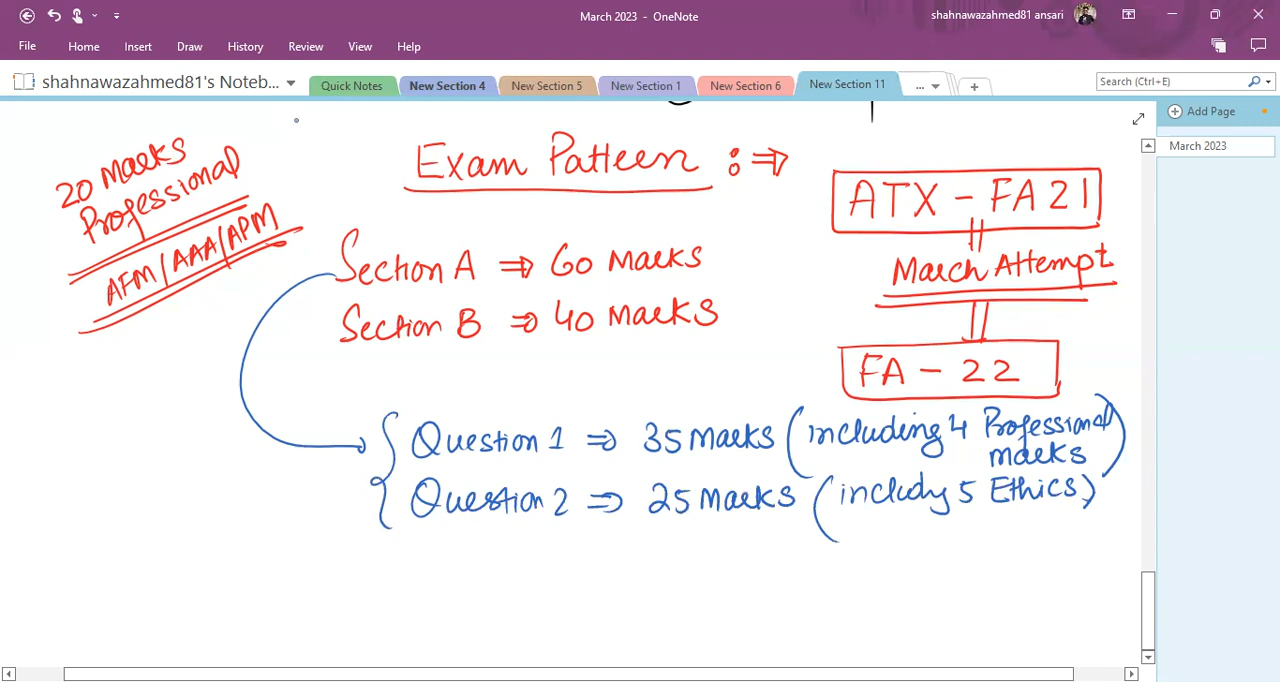 March 2023 - OneNote
shahnawazahmed81 ansari
File
Home
Insert
Draw
History
Review
View
Help
shahnawazahmed81's Noteb...
Quick Notes
New Section 4
New Section 5
New Section 1
New Section 6
New Section 11
...
Search (Ctrl+E)
Add Page
March 2023
20 Marks
Professional
AFM/AAA/APM
Exam Pattern :⇒
Section A ⇒ 60 Marks
Section B ⇒ 40 Marks
ATX - FA 21
March Attempt
FA - 22
Question 1 ⇒ 35 Marks (including 4 Professional
marks)
Question 2 ⇒ 25 Marks (includy 5 Ethics)